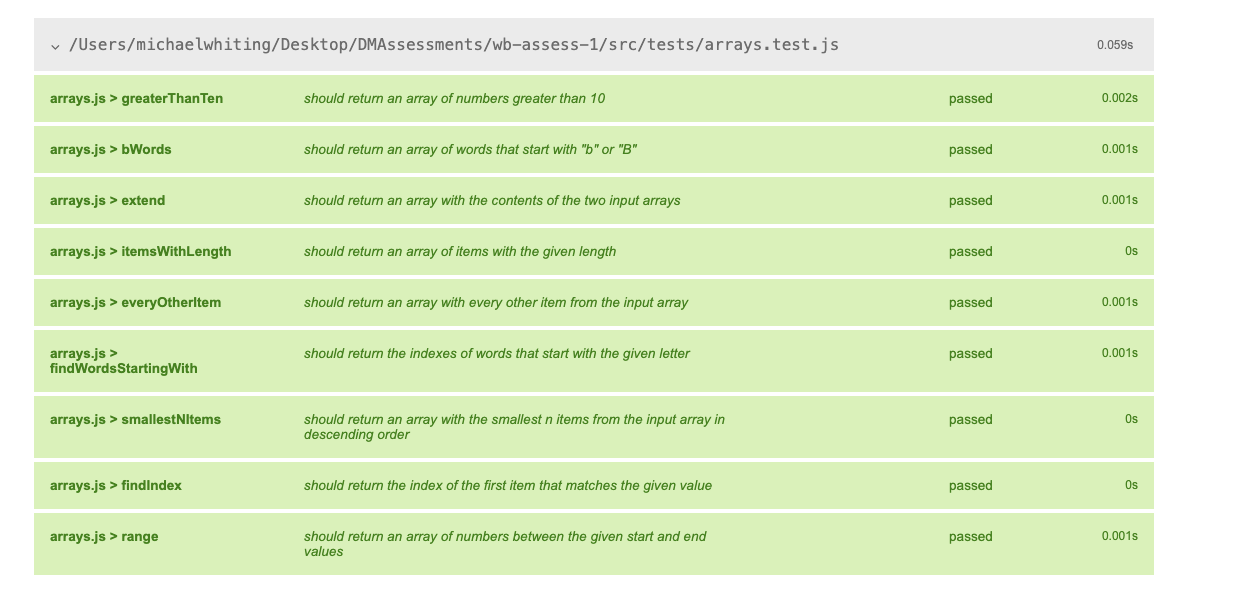 /Users/michaelwhiting/Desktop/DMAssessments/wb-assess-1/src/tests/arrays.test.js 0.059s
arrays.js > greaterThanTen should return an array of numbers greater than 10 passed 0.002s
arrays.js > bWords should return an array of words that start with "b" or "B" passed 0.001s
arrays.js > extend should return an array with the contents of the two input arrays passed 0.001s
arrays.js > itemsWithLength should return an array of items with the given length passed 0s
arrays.js > everyOtherItem should return an array with every other item from the input array passed 0.001s
arrays.js > should return the indexes of words that start with the given letter passed 0.001s
findWordsStartingWith
arrays.js > smallestNItems should return an array with the smallest n items from the input array in passed 0s
descending order
arrays.js > findIndex should return the index of the first item that matches the given value passed 0s
arrays.js > range should return an array of numbers between the given start and end passed 0.001s
values